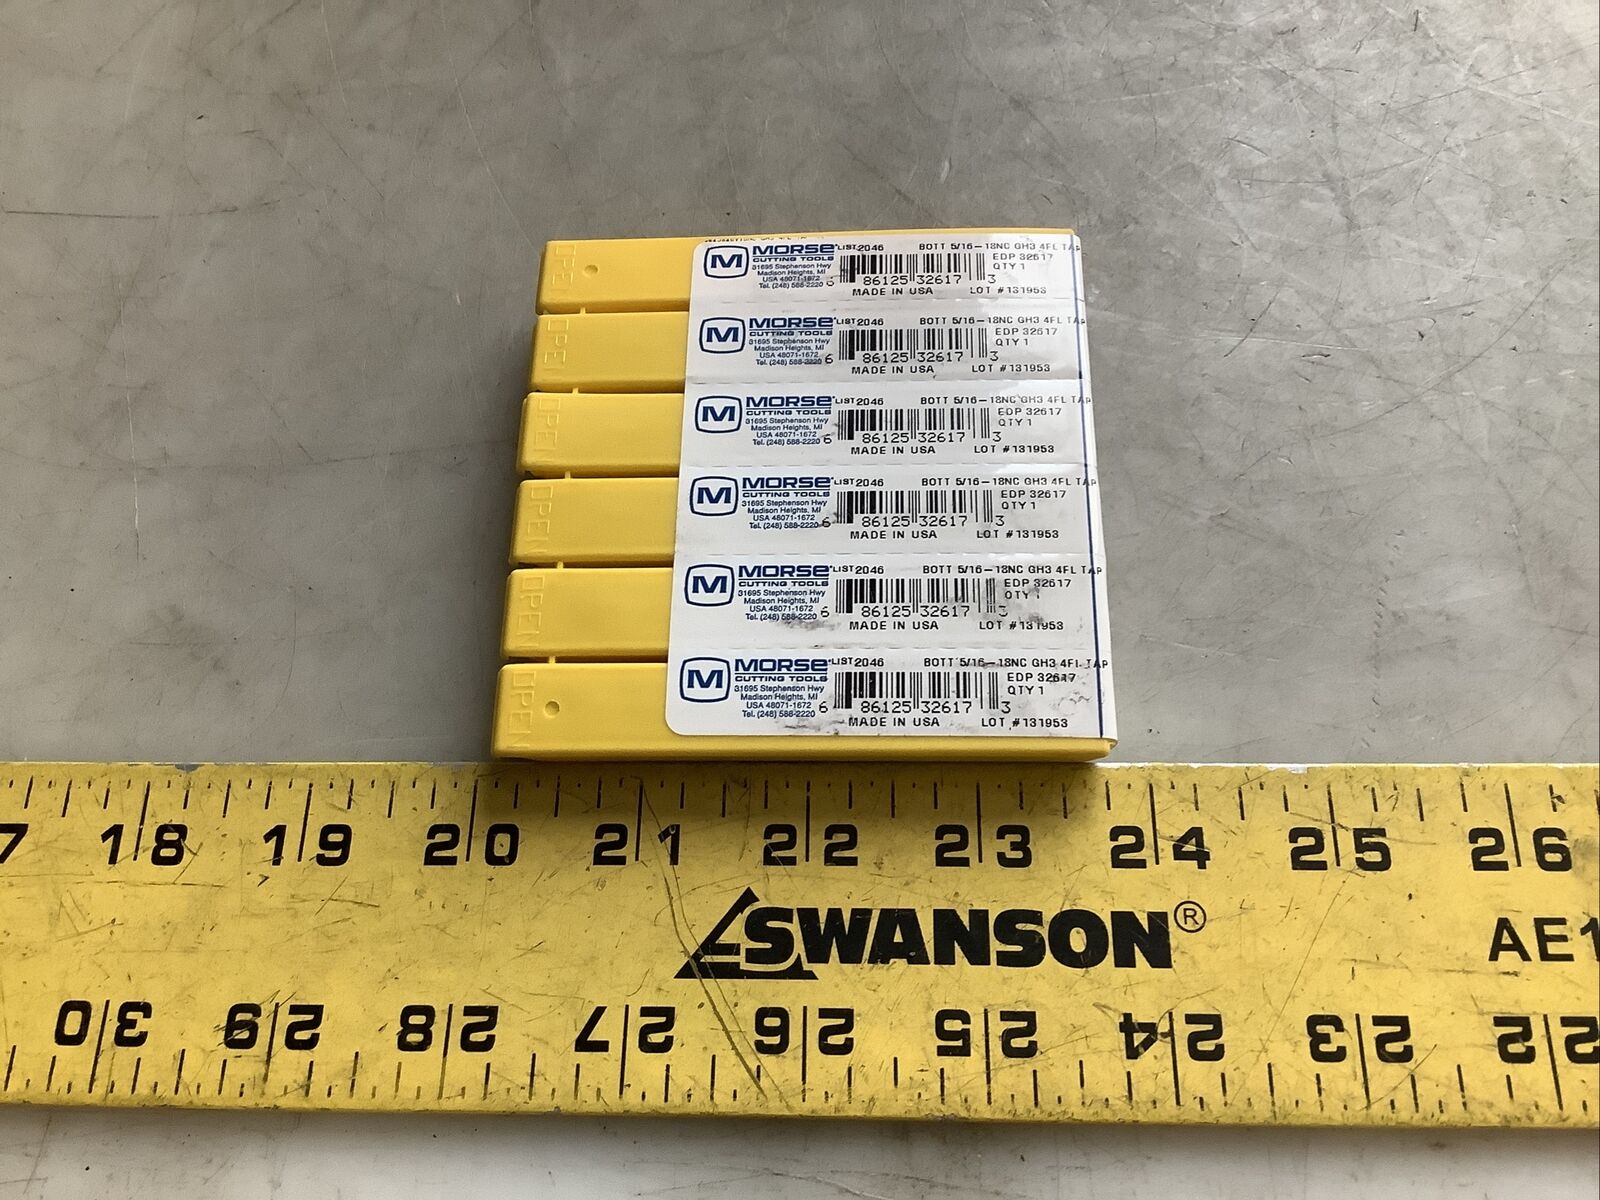 OPEN
M MORSE LIST 2046 BOTT 5/16-18NC GH3 4FL TAP
CUTTING TOOLS EDP 32617
31695 Stephenson Hwy QTY 1
Madison Heights, MI
USA 48071-1672
Tel. (248) 588-2220 6 86125 32617 3
MADE IN USA LOT #131953
OPEN
M MORSE LIST 2046 BOTT 5/16-18NC GH3 4FL TAP
CUTTING TOOLS EDP 32617
31695 Stephenson Hwy QTY 1
Madison Heights, MI
USA 48071-1672
Tel. (248) 588-2220 6 86125 32617 3
MADE IN USA LOT #131953
OPEN
M MORSE LIST 2046 BOTT 5/16-18NC GH3 4FL TAP
CUTTING TOOLS EDP 32617
31695 Stephenson Hwy QTY 1
Madison Heights, MI
USA 48071-1672
Tel. (248) 588-2220 6 86125 32617 3
MADE IN USA LOT #131953
OPEN
M MORSE LIST 2046 BOTT 5/16-18NC GH3 4FL TAP
CUTTING TOOLS EDP 32617
31695 Stephenson Hwy QTY 1
Madison Heights, MI
USA 48071-1672
Tel. (248) 588-2220 6 86125 32617 3
MADE IN USA LOT #131953
OPEN
M MORSE LIST 2046 BOTT 5/16-18NC GH3 4FL TAP
CUTTING TOOLS EDP 32617
31695 Stephenson Hwy QTY 1
Madison Heights, MI
USA 48071-1672
Tel. (248) 588-2220 6 86125 32617 3
MADE IN USA LOT #131953
OPEN
M MORSE LIST 2046 BOTT 5/16-18NC GH3 4FL TAP
CUTTING TOOLS EDP 32617
31695 Stephenson Hwy QTY 1
Madison Heights, MI
USA 48071-1672
Tel. (248) 588-2220 6 86125 32617 3
MADE IN USA LOT #131953
7 18 19 20 21 22 23 24 25 26
SWANSON® AE1
30 29 28 27 26 25 24 23 22